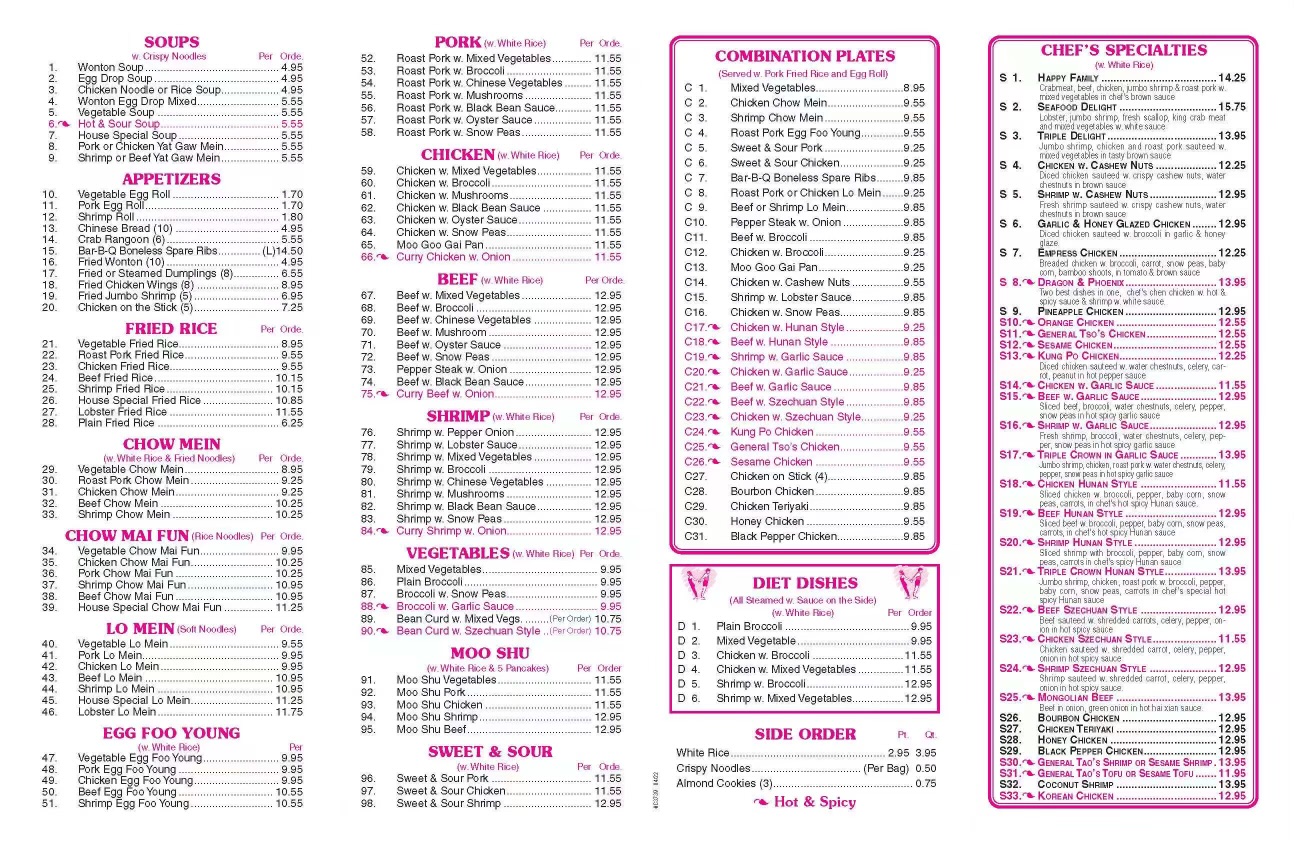 SOUPS
w. Crispy Noodles Per Orde.
1. Wonton Soup 4.95
2. Egg Drop Soup 4.95
3. Chicken Noodle or Rice Soup 4.95
4. Wonton Egg Drop Mixed 5.55
5. Vegetable Soup 5.55
6. Hot & Sour Soup 5.55
7. House Special Soup 5.55
8. Pork or Chicken Yat Gaw Mein 5.55
9. Shrimp or Beef Yat Gaw Mein 5.55
APPETIZERS
10. Vegetable Egg Roll 1.70
11. Pork Egg Roll 1.70
12. Shrimp Roll 1.80
13. Chinese Bread (10) 4.95
14. Crab Rangoon (6) 5.55
15. Bar-B-Q Boneless Spare Ribs (L)14.50
16. Fried Wonton (10) 4.95
17. Fried or Steamed Dumplings (8) 6.55
18. Fried Chicken Wings (8) 8.95
19. Fried Jumbo Shrimp (5) 6.95
20. Chicken on the Stick (5) 7.25
FRIED RICE Per Orde.
21. Vegetable Fried Rice 8.95
22. Roast Pork Fried Rice 9.55
23. Chicken Fried Rice 9.55
24. Beef Fried Rice 10.15
25. Shrimp Fried Rice 10.15
26. House Special Fried Rice 10.85
27. Lobster Fried Rice 11.55
28. Plain Fried Rice 6.25
CHOW MEIN
(w. White Rice & Fried Noodles) Per Orde.
29. Vegetable Chow Mein 8.95
30. Roast Pork Chow Mein 9.25
31. Chicken Chow Mein 9.25
32. Beef Chow Mein 10.25
33. Shrimp Chow Mein 10.25
CHOW MAI FUN (Rice Noodles) Per Orde.
34. Vegetable Chow Mai Fun 9.95
35. Chicken Chow Mai Fun 10.25
36. Pork Chow Mai Fun 10.25
37. Shrimp Chow Mai Fun 10.95
38. Beef Chow Mai Fun 10.95
39. House Special Chow Mai Fun 11.25
LO MEIN (Soft Noodles) Per Orde.
40. Vegetable Lo Mein 9.55
41. Pork Lo Mein 9.95
42. Chicken Lo Mein 9.95
43. Beef Lo Mein 10.95
44. Shrimp Lo Mein 10.95
45. House Special Lo Mein 11.25
46. Lobster Lo Mein 11.75
EGG FOO YOUNG
(w. White Rice) Per
47. Vegetable Egg Foo Young 9.95
48. Pork Egg Foo Young 9.95
49. Chicken Egg Foo Young 9.95
50. Beef Egg Foo Young 10.55
51. Shrimp Egg Foo Young 10.55
PORK (w. White Rice) Per Orde.
52. Roast Pork w. Mixed Vegetables 11.55
53. Roast Pork w. Broccoli 11.55
54. Roast Pork w. Chinese Vegetables 11.55
55. Roast Pork w. Mushrooms 11.55
56. Roast Pork w. Black Bean Sauce 11.55
57. Roast Pork w. Oyster Sauce 11.55
58. Roast Pork w. Snow Peas 11.55
CHICKEN (w. White Rice) Per Orde.
59. Chicken w. Mixed Vegetables 11.55
60. Chicken w. Broccoli 11.55
61. Chicken w. Mushrooms 11.55
62. Chicken w. Black Bean Sauce 11.55
63. Chicken w. Oyster Sauce 11.55
64. Chicken w. Snow Peas 11.55
65. Moo Goo Gai Pan 11.55
66. Curry Chicken w. Onion 11.55
BEEF (w. White Rice) Per Orde.
67. Beef w. Mixed Vegetables 12.95
68. Beef w. Broccoli 12.95
69. Beef w. Chinese Vegetables 12.95
70. Beef w. Mushroom 12.95
71. Beef w. Oyster Sauce 12.95
72. Beef w. Snow Peas 12.95
73. Pepper Steak w. Onion 12.95
74. Beef w. Black Bean Sauce 12.95
75. Curry Beef w. Onion 12.95
SHRIMP (w. White Rice) Per Orde.
76. Shrimp w. Pepper Onion 12.95
77. Shrimp w. Lobster Sauce 12.95
78. Shrimp w. Mixed Vegetables 12.95
79. Shrimp w. Broccoli 12.95
80. Shrimp w. Chinese Vegetables 12.95
81. Shrimp w. Mushrooms 12.95
82. Shrimp w. Black Bean Sauce 12.95
83. Shrimp w. Snow Peas 12.95
84. Curry Shrimp w. Onion 12.95
VEGETABLES (w. White Rice) Per Orde.
85. Mixed Vegetables 9.95
86. Plain Broccoli 9.95
87. Broccoli w. Snow Peas 9.95
88. Broccoli w. Garlic Sauce 9.95
89. Bean Curd w. Mixed Vegs. (Per Order) 10.75
90. Bean Curd w. Szechuan Style (Per Order) 10.75
MOO SHU
(w. White Rice & 5 Pancakes) Per Order
91. Moo Shu Vegetables 11.55
92. Moo Shu Pork 11.55
93. Moo Shu Chicken 11.55
94. Moo Shu Shrimp 12.95
95. Moo Shu Beef 12.95
SWEET & SOUR
(w. White Rice) Per Orde.
96. Sweet & Sour Pork 11.55
97. Sweet & Sour Chicken 11.55
98. Sweet & Sour Shrimp 12.95
COMBINATION PLATES
(Served w. Pork Fried Rice and Egg Roll)
C 1. Mixed Vegetables 8.95
C 2. Chicken Chow Mein 9.55
C 3. Shrimp Chow Mein 9.55
C 4. Roast Pork Egg Foo Young 9.55
C 5. Sweet & Sour Pork 9.25
C 6. Sweet & Sour Chicken 9.25
C 7. Bar-B-Q Boneless Spare Ribs 9.85
C 8. Roast Pork or Chicken Lo Mein 9.25
C 9. Beef or Shrimp Lo Mein 9.85
C10. Pepper Steak w. Onion 9.85
C11. Beef w. Broccoli 9.85
C12. Chicken w. Broccoli 9.25
C13. Moo Goo Gai Pan 9.25
C14. Chicken w. Cashew Nuts 9.55
C15. Shrimp w. Lobster Sauce 9.85
C16. Chicken w. Snow Peas 9.85
C17. Chicken w. Hunan Style 9.25
C18. Beef w. Hunan Style 9.85
C19. Shrimp w. Garlic Sauce 9.85
C20. Chicken w. Garlic Sauce 9.25
C21. Beef w. Garlic Sauce 9.85
C22. Beef w. Szechuan Style 9.85
C23. Chicken w. Szechuan Style 9.25
C24. Kung Po Chicken 9.55
C25. General Tso's Chicken 9.55
C26. Sesame Chicken 9.55
C27. Chicken on Stick (4) 9.85
C28. Bourbon Chicken 9.85
C29. Chicken Teriyaki 9.85
C30. Honey Chicken 9.55
C31. Black Pepper Chicken 9.85
DIET DISHES
(All Steamed w. Sauce on the Side)
(w. White Rice) Per Order
D 1. Plain Broccoli 9.95
D 2. Mixed Vegetable 9.95
D 3. Chicken w. Broccoli 11.55
D 4. Chicken w. Mixed Vegetables 11.55
D 5. Shrimp w. Broccoli 12.95
D 6. Shrimp w. Mixed Vegetables 12.95
SIDE ORDER Pt. Qt.
White Rice 2.95 3.95
Crispy Noodles (Per Bag) 0.50
Almond Cookies (3) 0.75
Hot & Spicy
CHEF'S SPECIALTIES
(w. White Rice)
S 1. HAPPY FAMILY 14.25
Crabmeat, beef, chicken, jumbo shrimp & roast pork w.
mixed vegetables in chef's brown sauce
S 2. SEAFOOD DELIGHT 15.75
Lobster, jumbo shrimp, fresh scallop, king crab meat
and mixed vegetables w. white sauce
S 3. TRIPLE DELIGHT 13.95
Jumbo shrimp, chicken and roast pork sauteed w.
mixed vegetables in tasty brown sauce
S 4. CHICKEN W. CASHEW NUTS 12.25
Diced chicken sauteed w. crispy cashew nuts, water
chestnuts in brown sauce
S 5. SHRIMP W. CASHEW NUTS 12.95
Fresh shrimp sauteed w. crispy cashew nuts, water
chestnuts in brown sauce
S 6. GARLIC & HONEY GLAZED CHICKEN 12.95
Diced chicken sauteed w. broccoli in garlic & honey
glaze.
S 7. EMPRESS CHICKEN 12.25
Breaded chicken w. broccoli, carrot, snow peas, baby
corn, bamboo shoots, in tomato & brown sauce
S 8. DRAGON & PHOENIX 13.95
Two best dishes in one, chef's chen chicken w. hot &
spicy sauce & shrimp w. white sauce.
S 9. PINEAPPLE CHICKEN 12.95
S10. ORANGE CHICKEN 12.55
S11. GENERAL TSO'S CHICKEN 12.55
S12. SESAME CHICKEN 12.55
S13. KUNG PO CHICKEN 12.25
Diced chicken sauteed w. water chestnuts, celery, car-
rot, peanut in hot pepper sauce
S14. CHICKEN W. GARLIC SAUCE 11.55
S15. BEEF W. GARLIC SAUCE 12.95
Sliced beef, broccoli, water chestnuts, celery, pepper,
snow peas in hot spicy garlic sauce
S16. SHRIMP W. GARLIC SAUCE 12.95
Fresh shrimp, broccoli, water chestnuts, celery, pep-
per, snow peas in hot spicy garlic sauce
S17. TRIPLE CROWN IN GARLIC SAUCE 13.95
Jumbo shrimp, chicken, roast pork w. water chestnuts, celery,
pepper, snow peas in hot spicy garlic sauce
S18. CHICKEN HUNAN STYLE 11.55
Sliced chicken w. broccoli, pepper, baby corn, snow
peas, carrots, in chef's hot spicy Hunan sauce.
S19. BEEF HUNAN STYLE 12.95
Sliced beef w. broccoli, pepper, baby corn, snow peas,
carrots, in chef's hot spicy Hunan sauce
S20. SHRIMP HUNAN STYLE 12.95
Sliced shrimp with broccoli, pepper, baby corn, snow
peas, carrots in chef's spicy Hunan sauce
S21. TRIPLE CROWN HUNAN STYLE 13.95
Jumbo shrimp, chicken, roast pork w. broccoli, pepper,
baby corn, snow peas, carrots in chef's special hot
spicy Hunan sauce
S22. BEEF SZECHUAN STYLE 12.95
Beef sauteed w. shredded carrots, celery, pepper, on-
ion in hot spicy sauce
S23. CHICKEN SZECHUAN STYLE 11.55
Chicken sauteed w. shredded carrot, celery, pepper,
onion in hot spicy sauce
S24. SHRIMP SZECHUAN STYLE 12.95
Shrimp sauteed w. shredded carrot, celery, pepper,
onion in hot spicy sauce.
S25. MONGOLIAN BEEF 13.95
Beef in onion, green onion in hot hai xian sauce.
S26. BOURBON CHICKEN 12.95
S27. CHICKEN TERIYAKI 12.95
S28. HONEY CHICKEN 12.95
S29. BLACK PEPPER CHICKEN 12.95
S30. GENERAL TAO'S SHRIMP OR SESAME SHRIMP 13.95
S31. GENERAL TAO'S TOFU OR SESAME TOFU 11.95
S32. COCONUT SHRIMP 13.95
S33. KOREAN CHICKEN 12.95